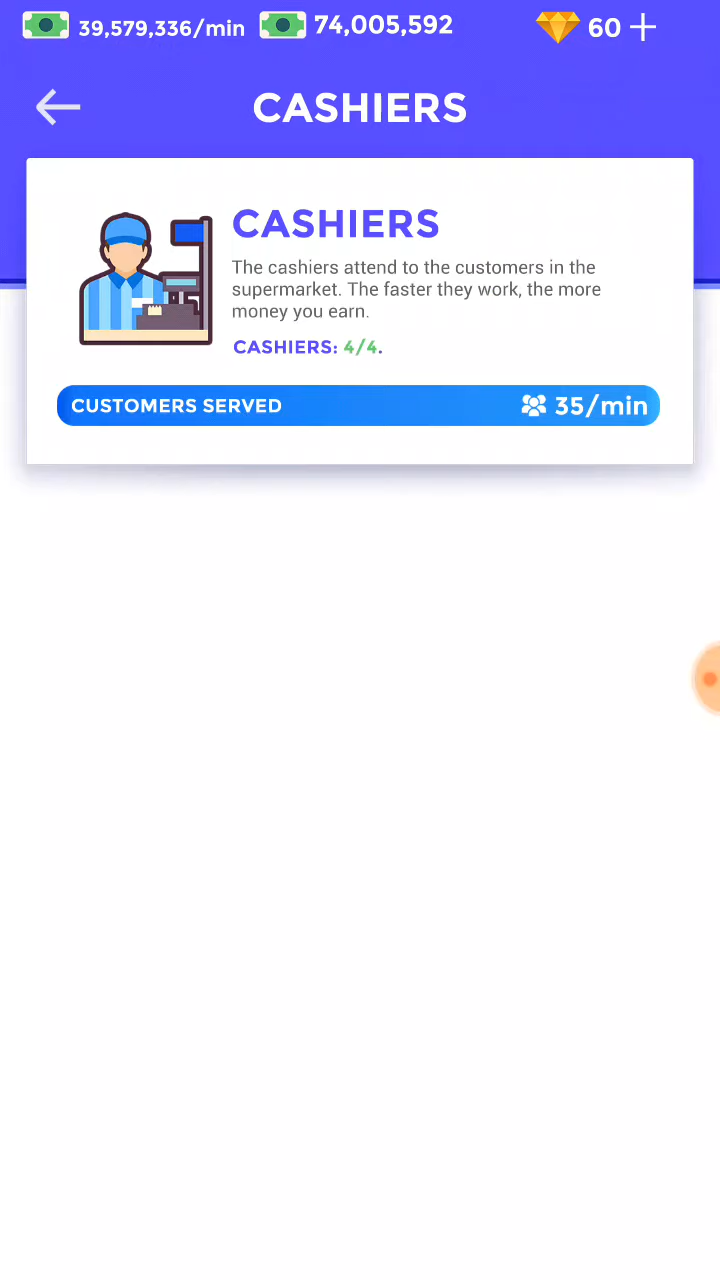 39,579,336/min 74,005,592 60
CASHIERS
CASHIERS
The cashiers attend to the customers in the
supermarket. The faster they work, the more
money you earn.
CASHIERS: 4/4.
CUSTOMERS SERVED 35/min